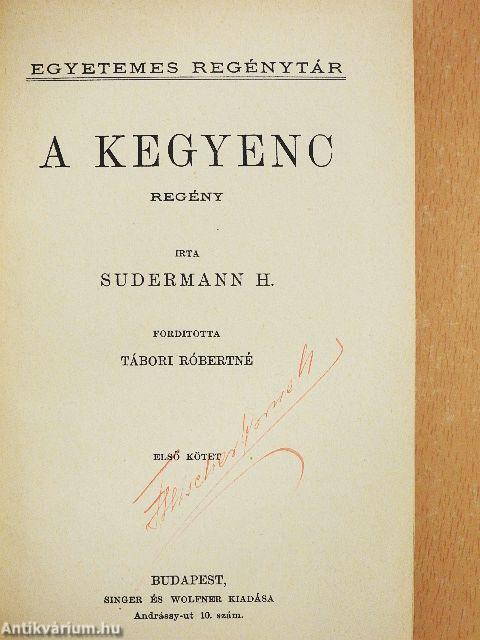 EGYETEMES REGÉNYTÁR
A KEGYENC
REGÉNY
IRTA
SUDERMANN H.
FORDITOTTA
TÁBORI RÓBERTNÉ
ELSŐ KÖTET
BUDAPEST,
SINGER ÉS WOLFNER KIADÁSA
Andrássy-ut 10. szám.
Antikvárium.hu